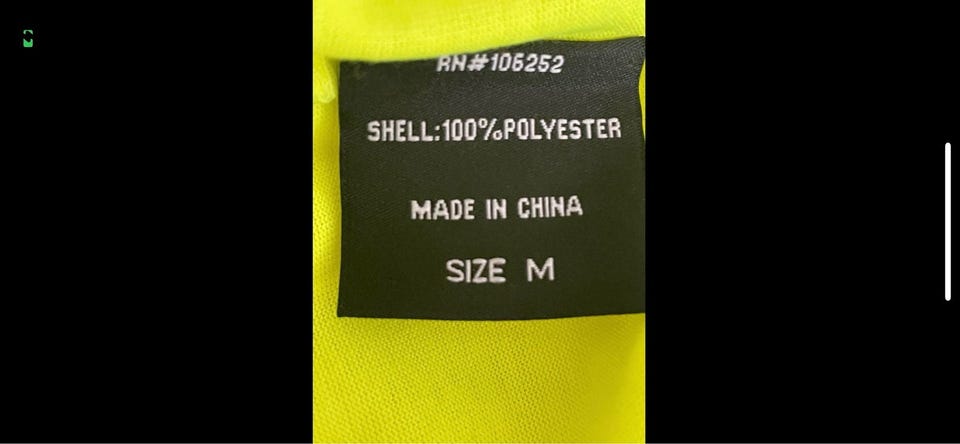 RN#106252
SHELL:100%POLYESTER
MADE IN CHINA
SIZE M